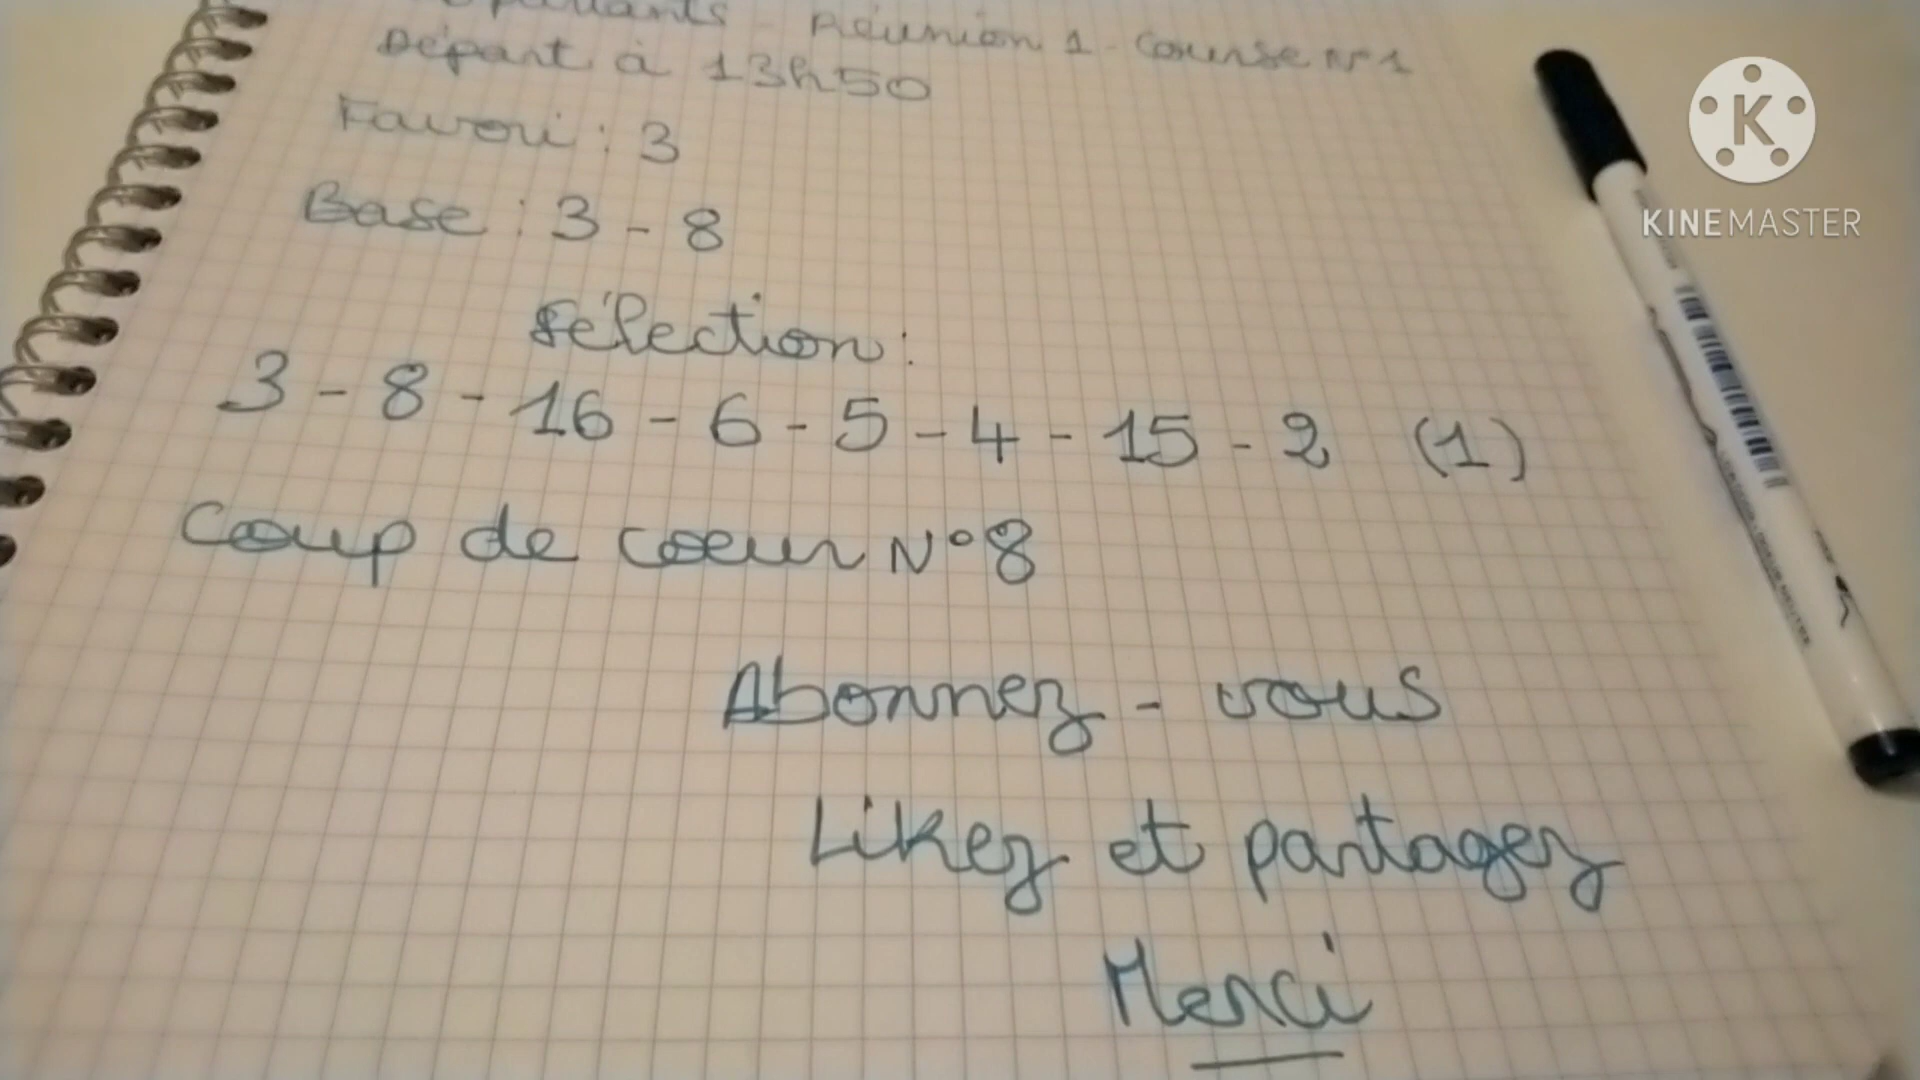 partants - Réunion 1 - Course N°1
Départ à 13h50
Favori : 3
Base : 3 - 8
Sélection :
3 - 8 - 16 - 6 - 5 - 4 - 15 - 2 (1)
Coup de coeur N°8
Abonnez - vous
Likez et partagez
Merci
K
KINEMASTER